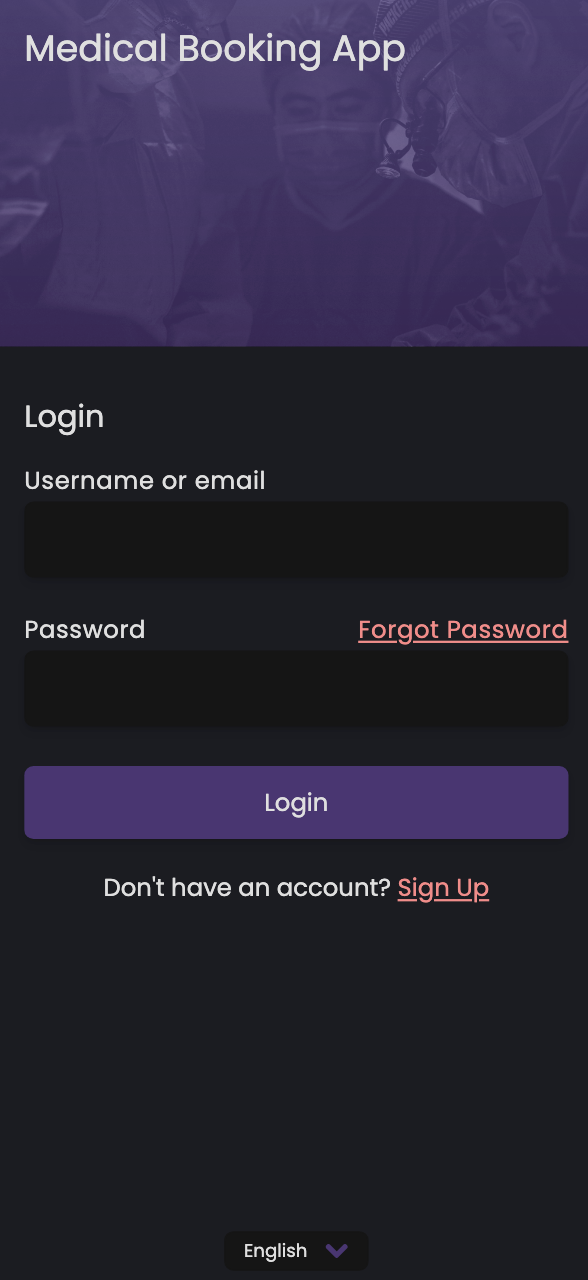 Medical Booking App
Login
Username or email
Password Forgot Password
Login
Don't have an account? Sign Up
English